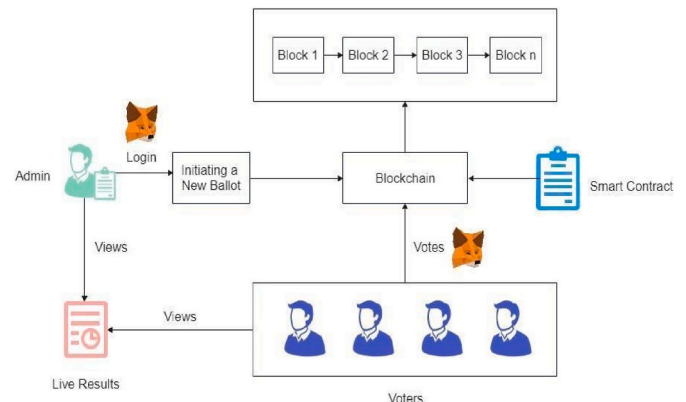 Block 1
Block 2
Block 3
Block n
Login
Admin
Initiating a
New Ballot
Blockchain
Smart Contract
Views
Votes
Views
Live Results
Voters